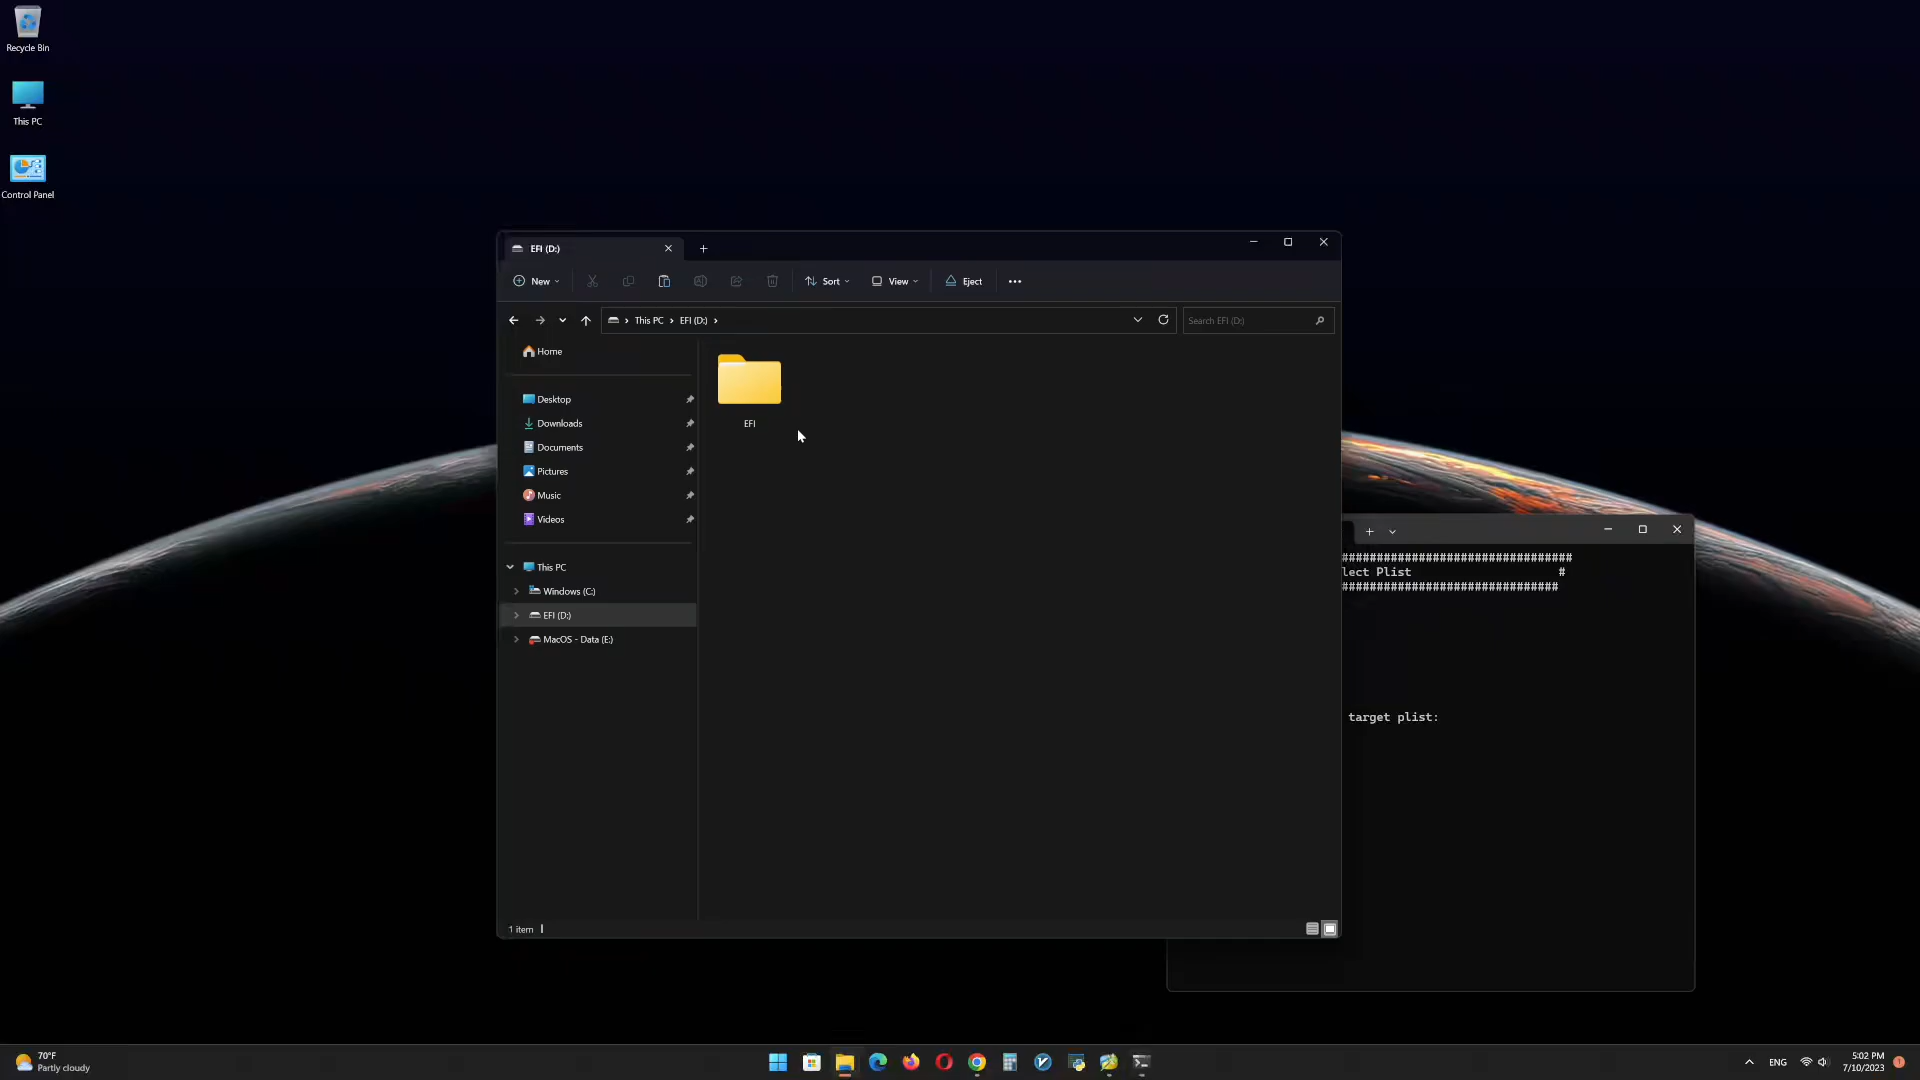 Recycle Bin
This PC
Control Panel
EFI (D:)
New
Sort
View
Eject
This PC
EFI (D:)
Search EFI (D:)
Home
Desktop
Downloads
Documents
Pictures
Music
Videos
This PC
Windows (C:)
EFI (D:)
MacOS - Data (E:)
EFI
1 item
#################################
lect Plist #
###############################
target plist:
70°F
Partly cloudy
ENG
5:02 PM
7/10/2023
1